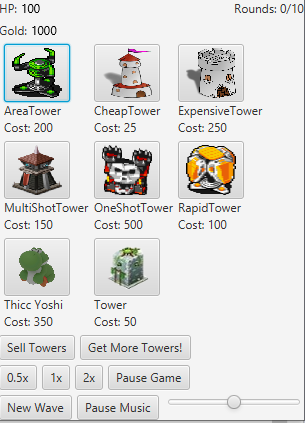 HP: 100 Rounds: 0/10
Gold: 1000
AreaTower CheapTower ExpensiveTower
Cost: 200 Cost: 25 Cost: 250
MultiShotTower OneShotTower RapidTower
Cost: 150 Cost: 500 Cost: 100
Thicc Yoshi Tower
Cost: 350 Cost: 50
Sell Towers Get More Towers!
0.5x 1x 2x Pause Game
New Wave Pause Music